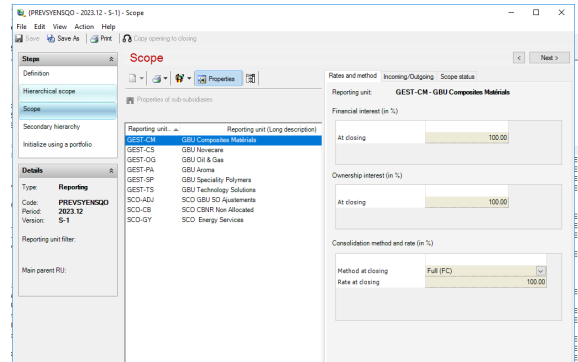 (PREVSYENSQO - 2023.12 - S-1) - Scope
File Edit View Action Help
Save Save As Print Copy opening to closing
Steps
Definition
Hierarchical scope
Scope
Secondary hierarchy
Initialize using a portfolio
Details
Type: Reporting
Code: PREVSYENSQO
Period: 2023.12
Version: S-1
Reporting unit filter:
Main parent RU:
Scope
< Next >
Properties
Properties of sub-subsidiaries
Reporting unit... Reporting unit (Long description)
GEST-CM GBU Composites Matérials
GEST-CS GBU Novecare
GEST-OG GBU Oil & Gas
GEST-PA GBU Aroma
GEST-SP GBU Speciality Polymers
GEST-TS GBU Technology Solutions
SCO-ADJ SCO GBU SO Ajustements
SCO-CB SCO CBNR Non Allocated
SCO-GY SCO Energy Services
Rates and method Incoming/Outgoing Scope status
Reporting unit: GEST-CM - GBU Composites Matérials
Financial interest (in %)
At closing 100.00
Ownership interest (in %)
At closing 100.00
Consolidation method and rate (in %)
Method at closing Full (FC)
Rate at closing 100.00